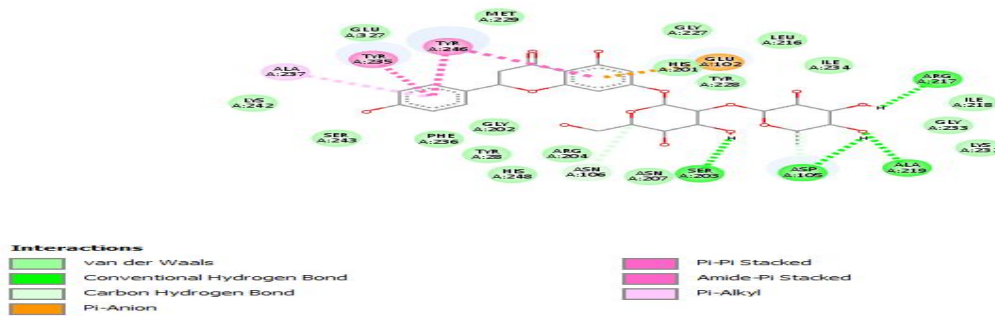 MET
A:229
GLU
A:327
TYR
A:246
GLY
A:227
LEU
A:216
TYR
A:235
HIS
A:201
GLU
A:102
ILE
A:234
ALA
A:237
TYR
A:228
ARG
A:217
LYS
A:242
ILE
A:218
GLY
A:202
GLY
A:233
SER
A:243
PHE
A:236
H
H
H
LYS
TYR
A:28
ARG
A:204
HIS
A:248
ASN
A:106
ASN
A:207
SER
A:203
ASP
A:105
ALA
A:219
Interactions
van der Waals
Conventional Hydrogen Bond
Carbon Hydrogen Bond
Pi-Anion
Pi-Pi Stacked
Amide-Pi Stacked
Pi-Alkyl